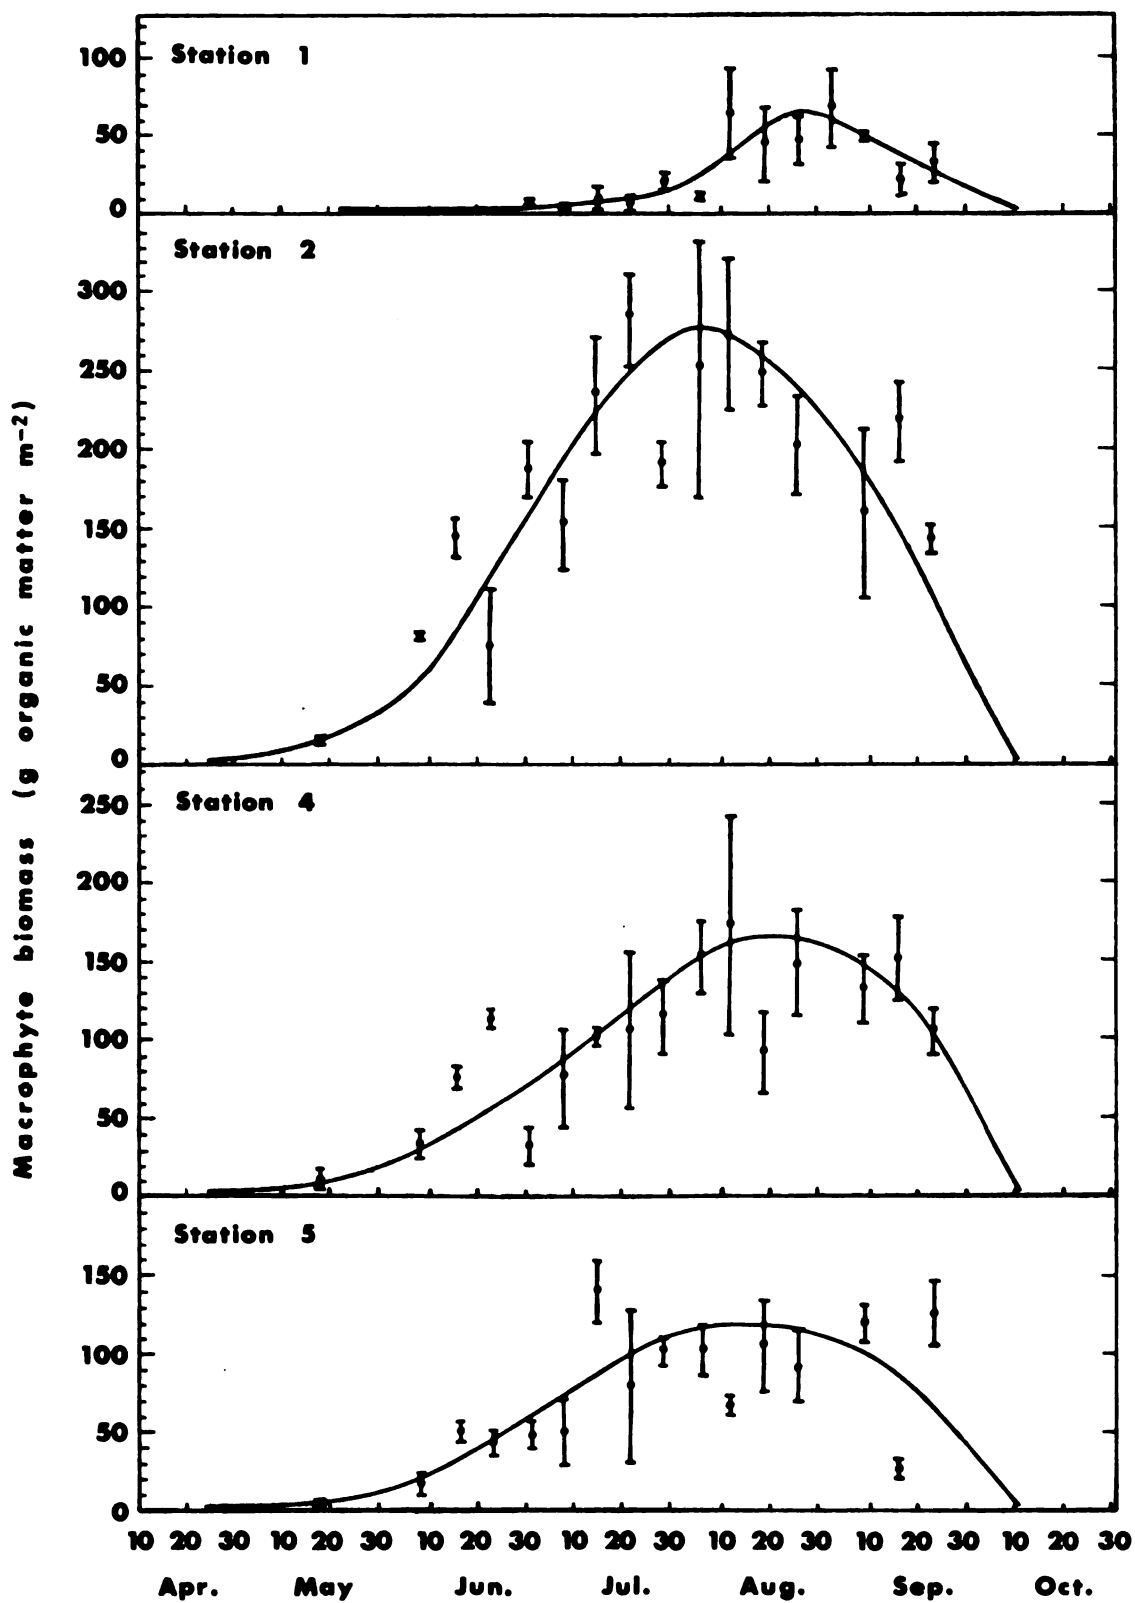 Macrophyte biomass (g organic matter m⁻²)
Station 1
100
50
0
Station 2
300
250
200
150
100
50
0
Station 4
250
200
150
100
50
0
Station 5
150
100
50
0
10 20 30 10 20 30 10 20 30 10 20 30 10 20 30 10 20 30 10 20 30
Apr. May Jun. Jul. Aug. Sep. Oct.